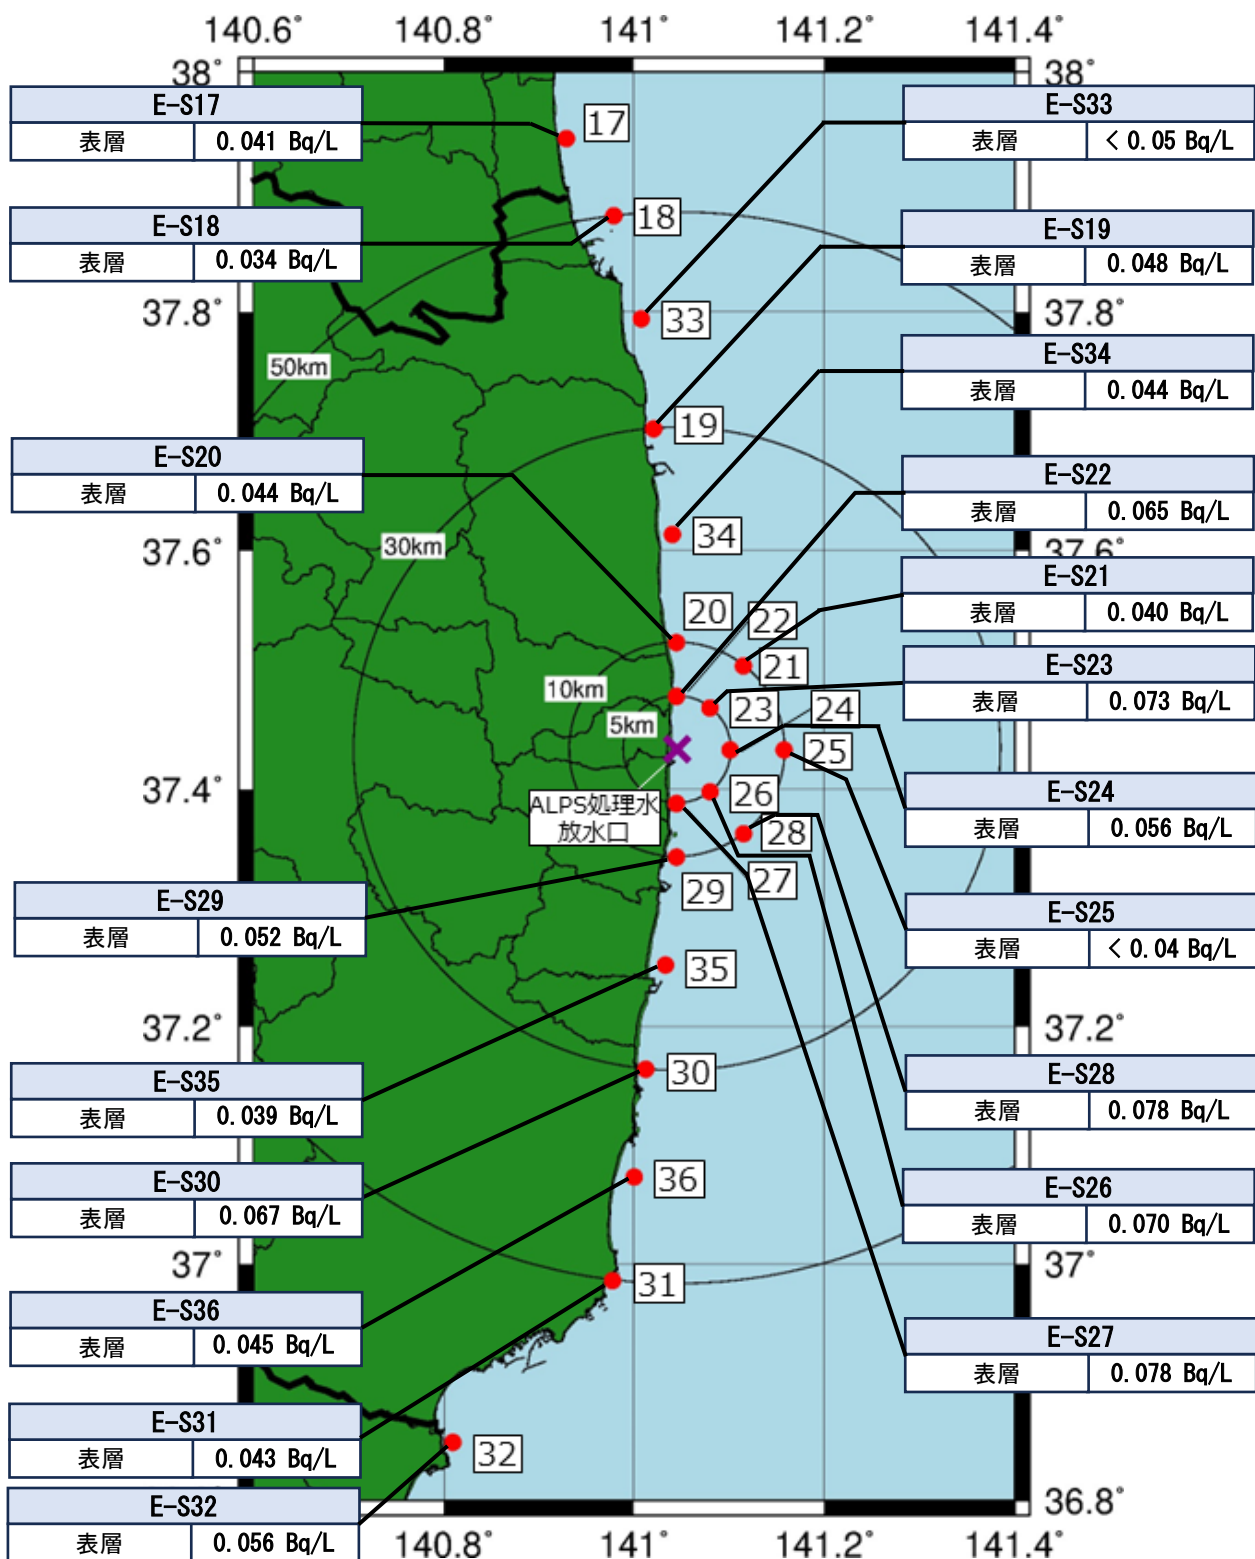 140.6° 140.8° 141° 141.2° 141.4°
38° 38°
E-S17
表層 0.041 Bq/L
E-S33
表層 < 0.05 Bq/L
17
E-S18
表層 0.034 Bq/L
18
E-S19
表層 0.048 Bq/L
37.8° 33 37.8°
50km
E-S34
表層 0.044 Bq/L
19
E-S20
表層 0.044 Bq/L
E-S22
表層 0.065 Bq/L
34
37.6° 30km 37.6°
E-S21
表層 0.040 Bq/L
20 22
21
E-S23
表層 0.073 Bq/L
10km
5km
23 24
25
37.4°
ALPS処理水
放水口
26
28
E-S24
表層 0.056 Bq/L
27
29
E-S29
表層 0.052 Bq/L
E-S25
表層 < 0.04 Bq/L
35
37.2° 37.2°
E-S35
表層 0.039 Bq/L
30
E-S28
表層 0.078 Bq/L
E-S30
表層 0.067 Bq/L
36
E-S26
表層 0.070 Bq/L
37° 37°
31
E-S36
表層 0.045 Bq/L
E-S27
表層 0.078 Bq/L
E-S31
表層 0.043 Bq/L
32
E-S32
表層 0.056 Bq/L
36.8°
140.8° 141° 141.2° 141.4°